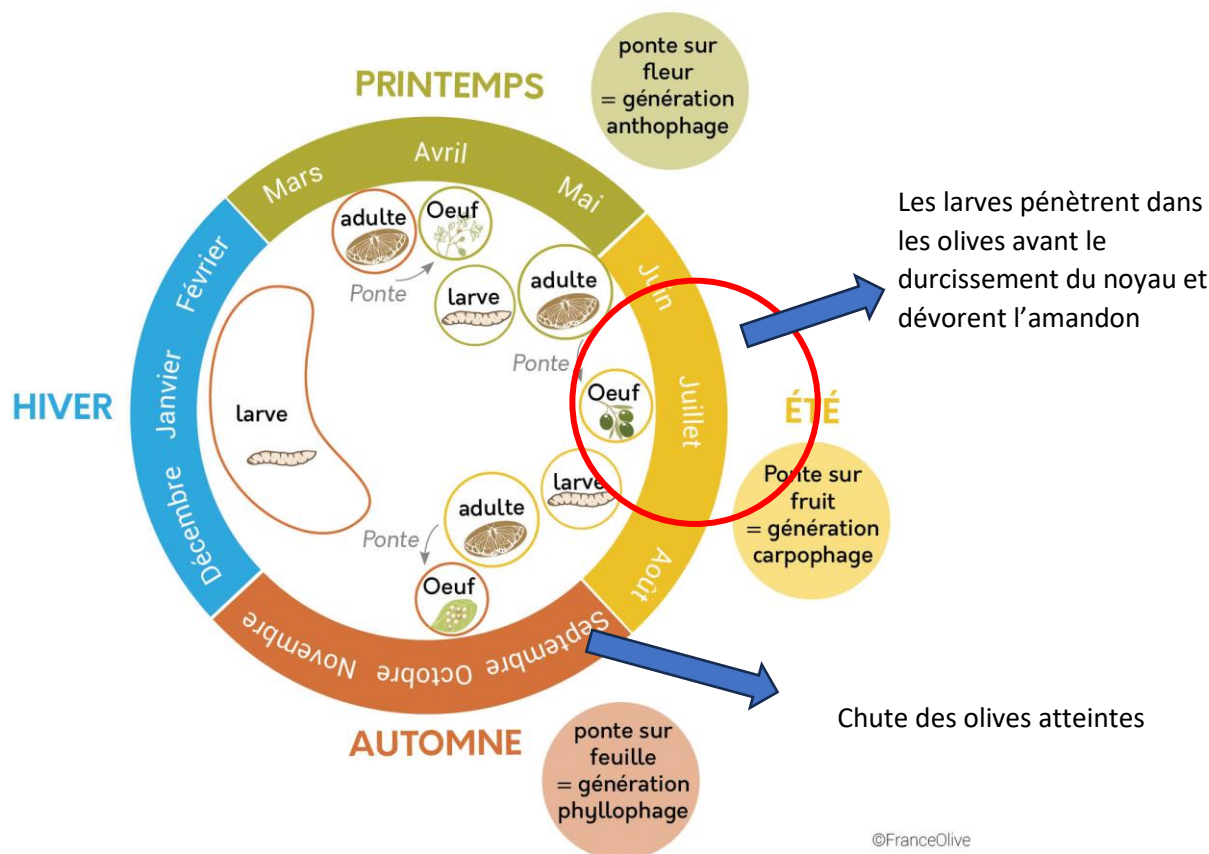 ponte sur
fleur
= génération
anthophage
PRINTEMPS
Mars
Avril
Mai
adulte
Oeuf
Ponte
larve
adulte
Ponte
Juin
Les larves pénètrent dans
les olives avant le
durcissement du noyau et
dévorent l’amandon
Février
Janvier
Décembre
HIVER
larve
Oeuf
Juillet
ÉTÉ
Ponte sur
fruit
= génération
carpophage
larve
adulte
Ponte
Oeuf
Août
Septembre
Octobre
Novembre
Chute des olives atteintes
AUTOMNE
ponte sur
feuille
= génération
phyllophage
©FranceOlive